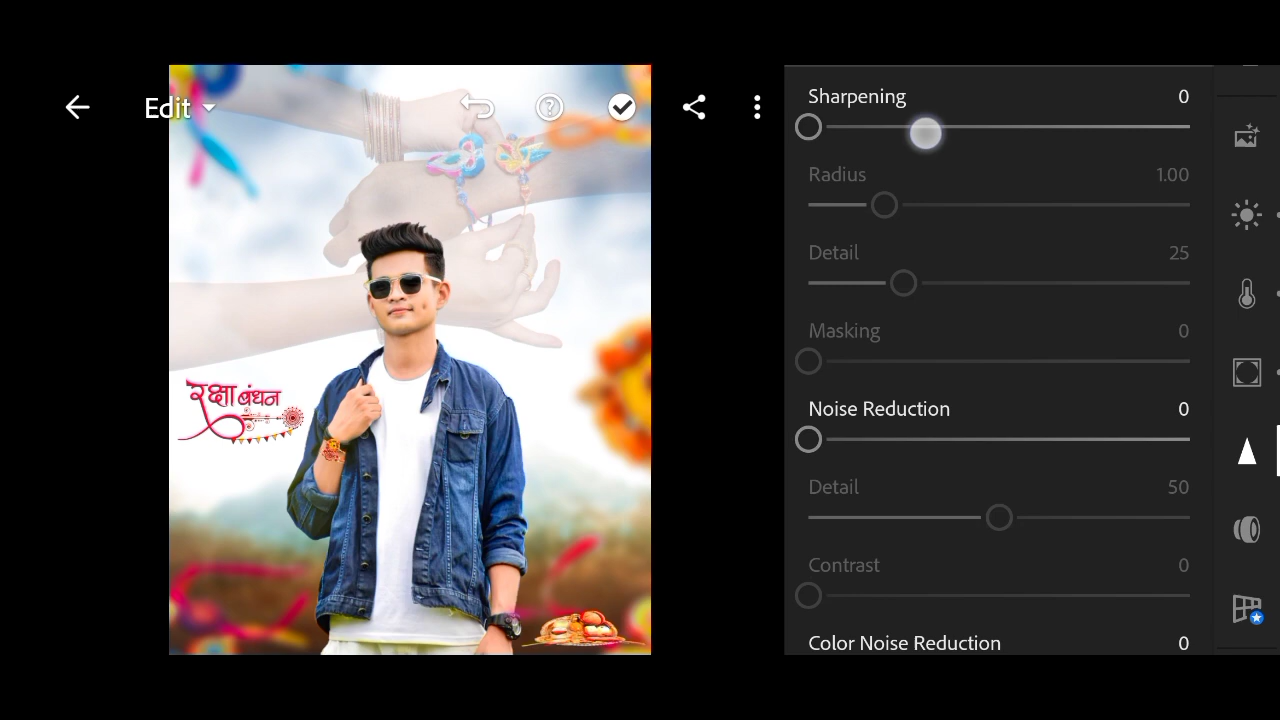 Edit
Sharpening 0
Radius 1.00
Detail 25
Masking 0
Noise Reduction 0
Detail 50
Contrast 0
Color Noise Reduction 0
रक्षा बंधन